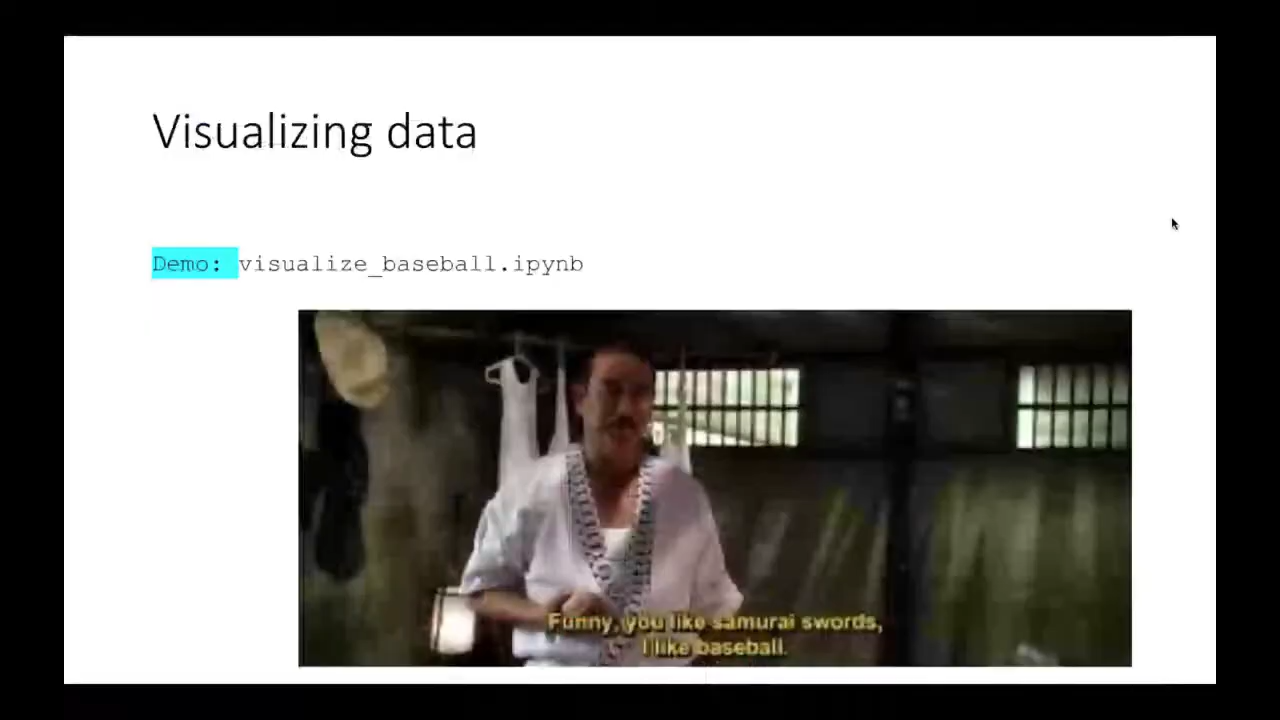 Visualizing data
Demo: visualize_baseball.ipynb
Funny, you like samurai swords,
I like baseball.